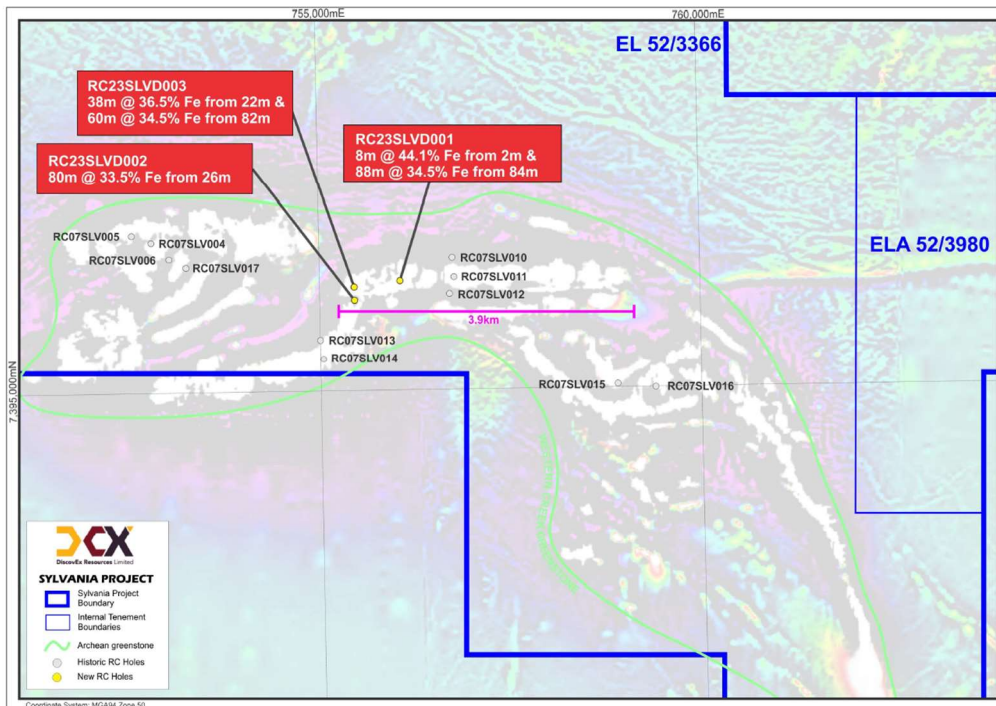 755,000mE
760,000mE
EL 52/3366
RC23SLVD003
38m @ 36.5% Fe from 22m &
60m @ 34.5% Fe from 82m
RC23SLVD001
8m @ 44.1% Fe from 2m &
88m @ 34.5% Fe from 84m
RC23SLVD002
80m @ 33.5% Fe from 26m
RC07SLV005
RC07SLV004
RC07SLV006
RC07SLV017
RC07SLV010
RC07SLV011
RC07SLV012
ELA 52/3980
3.9km
RC07SLV013
RC07SLV014
RC07SLV015
RC07SLV016
7,395,000mN
DCX
DiscovEx Resources Limited
SYLVANIA PROJECT
Sylvania Project
Boundary
Internal Tenement
Boundaries
Archean greenstone
Historic RC Holes
New RC Holes
Coordinate System: MGA94 Zone 50